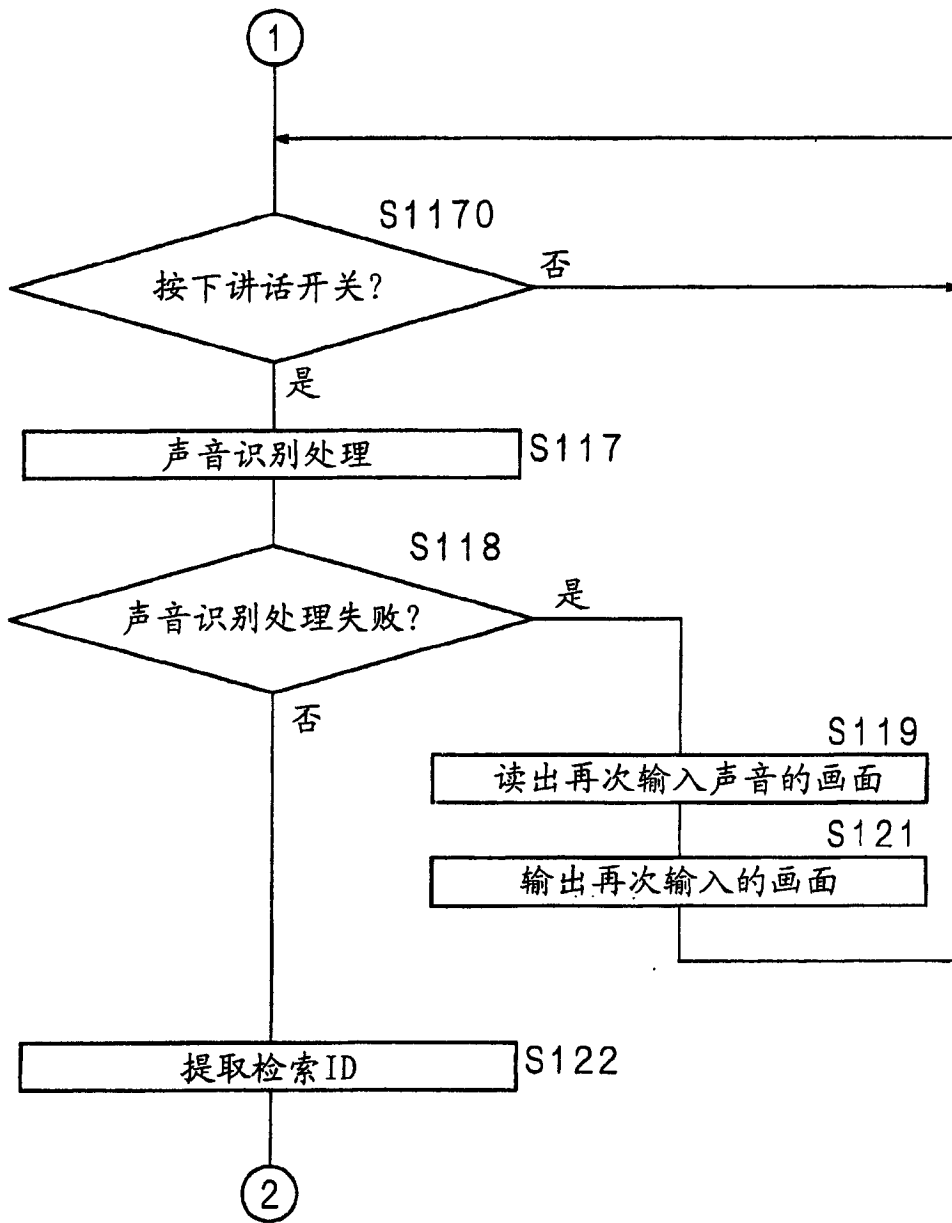 1
S1170
按下讲话开关?
否
是
声音识别处理
S117
S118
声音识别处理失败?
是
否
S119
读出再次输入声音的画面
S121
输出再次输入的画面
提取检索ID
S122
2